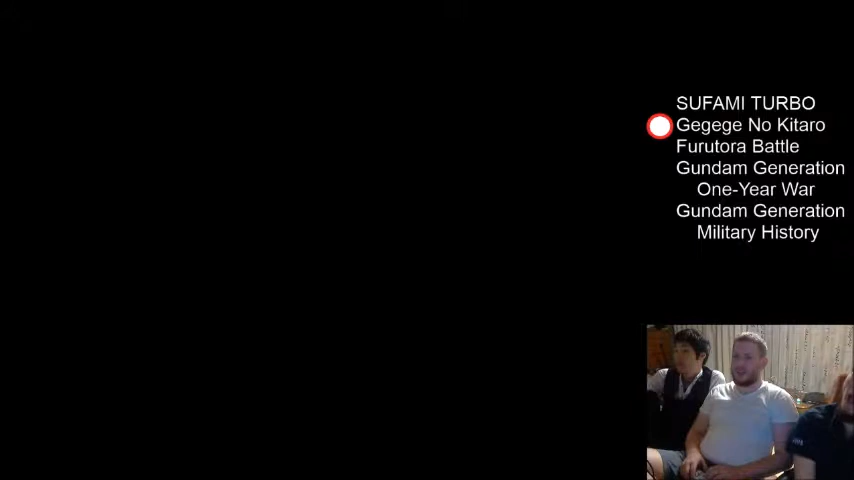 SUFAMI TURBO
Gegege No Kitaro
Furutora Battle
Gundam Generation
One-Year War
Gundam Generation
Military History